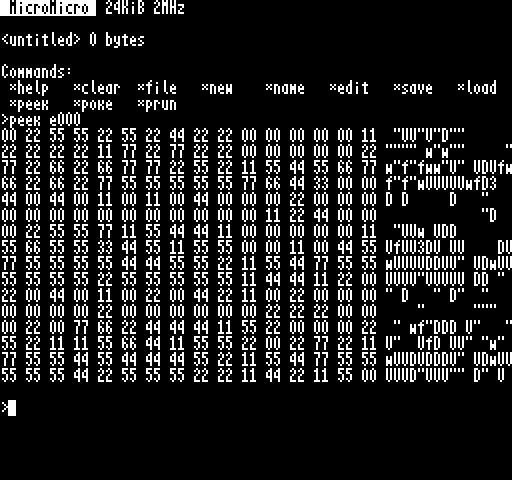 MicroMicro 24KiB 2MHz
<untitled> 0 bytes
Commands:
*help *clear *file *new *name *edit *save *load
*peek *poke *prun
>peek e000
00 22 55 55 22 55 22 44 22 22 00 00 00 00 00 11  "UU"U"D""
22 22 22 22 11 77 22 77 22 22 00 00 00 00 22 22 """" w"w""    ""
77 22 66 22 66 77 77 22 55 22 11 55 44 55 66 77 w"f"fww"U" UDUfw
66 22 66 22 77 55 55 55 55 55 77 66 44 33 00 00 f"f"wUUUUUwfD3
44 00 44 00 11 00 11 00 44 00 00 22 00 00 00 00 D D     D  "
00 00 00 00 00 00 00 00 00 00 11 22 44 00 00 00            "D
00 22 55 55 77 11 55 44 44 11 00 00 00 00 00 11  "UUw UDD
55 66 55 55 33 44 55 11 55 55 00 00 11 00 44 55 UfUU3DU UU    DU
77 55 55 55 55 44 44 55 55 22 11 55 44 77 55 55 wUUUUDDUU" UDwUU
55 55 55 55 22 55 55 55 55 11 44 44 11 22 00 00 UUUU"UUUU DD "
22 00 44 00 11 00 22 00 44 22 11 00 22 00 00 00 " D   " D"  "
00 00 00 00 00 00 22 00 00 00 00 22 22 22 22 00       "    """"
00 22 00 77 66 22 44 44 44 11 55 22 00 00 00 22  " wf"DDD U"   "
55 22 11 11 55 66 44 11 55 55 22 00 22 77 22 11 U"  UfD UU" "w"
77 55 55 44 55 44 55 44 55 22 11 55 44 77 55 55 wUUDUDUDU" UDwUU
55 55 55 44 22 55 55 55 22 22 11 44 22 11 55 00 UUUD"UUU"" D" U
>